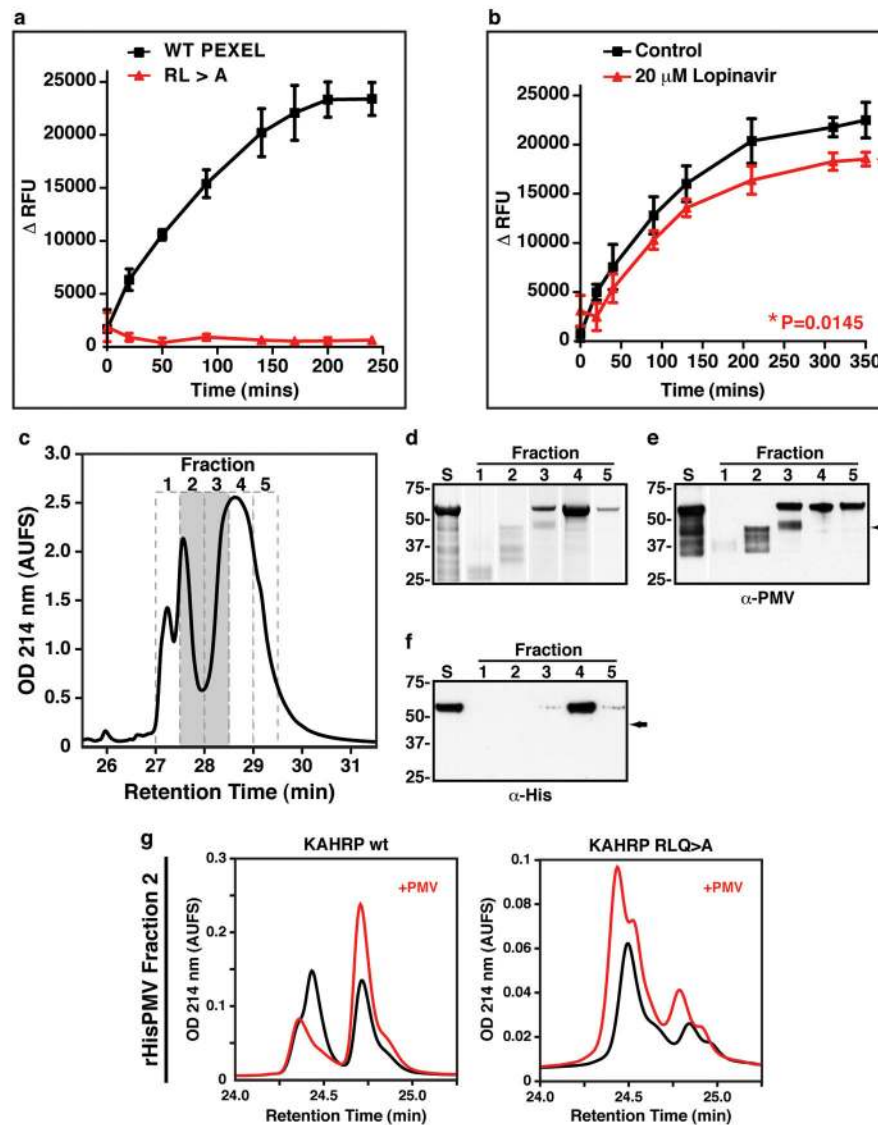 a
WT PEXEL
RL > A
25000
20000
15000
10000
5000
0
Δ RFU
0 50 100 150 200 250
Time (mins)
b
Control
20 μM Lopinavir
25000
20000
15000
10000
5000
0
Δ RFU
*
* P=0.0145
0 50 100 150 200 250 300 350
Time (mins)
c
Fraction
1 2 3 4 5
3.0
2.5
2.0
1.5
1.0
0.5
0
OD 214 nm (AUFS)
26 27 28 29 30 31
Retention Time (min)
d
Fraction
S 1 2 3 4 5
75-
50-
37-
25-
e
Fraction
S 1 2 3 4 5
75-
50-
37-
25-
α-PMV
f
Fraction
S 1 2 3 4 5
75-
50-
37-
25-
α-His
g
rHisPMV Fraction 2
KAHRP wt
+PMV
0.3
0.2
0.1
0
OD 214 nm (AUFS)
24.0 24.5 25.0
Retention Time (min)
KAHRP RLQ>A
+PMV
0.1
0.08
0.06
0.04
0.02
0
OD 214 nm (AUFS)
24.0 24.5 25.0
Retention Time (min)